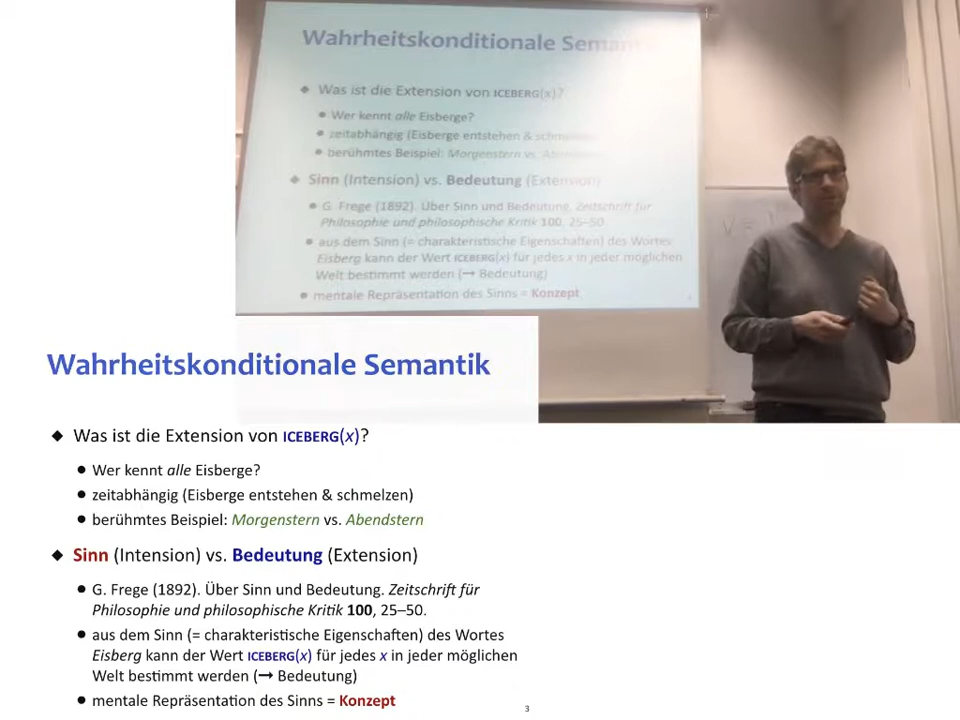 Wahrheitskonditionale Seman
◆ Was ist die Extension von ICEBERG(x)?
● Wer kennt alle Eisberge?
● zeitabhängig (Eisberge entstehen & schmelzen
● berühmtes Beispiel: Morgenstern vs.
◆ Sinn (Intension) vs. Bedeutung (Extension)
● G. Frege (1892). Über Sinn und Bedeutung. Zeitschrift für
Philosophie und philosophische Kritik 100, 25–50.
● aus dem Sinn (= charakteristische Eigenschaften) des Wortes
Eisberg kann der Wert ICEBERG(x) für jedes x in jeder möglichen
Welt bestimmt werden (→ Bedeutung)
● mentale Repräsentation des Sinns = Konzept
Wahrheitskonditionale Semantik
◆ Was ist die Extension von ICEBERG(x)?
● Wer kennt alle Eisberge?
● zeitabhängig (Eisberge entstehen & schmelzen)
● berühmtes Beispiel: Morgenstern vs. Abendstern
◆ Sinn (Intension) vs. Bedeutung (Extension)
● G. Frege (1892). Über Sinn und Bedeutung. Zeitschrift für
Philosophie und philosophische Kritik 100, 25–50.
● aus dem Sinn (= charakteristische Eigenschaften) des Wortes
Eisberg kann der Wert ICEBERG(x) für jedes x in jeder möglichen
Welt bestimmt werden (→ Bedeutung)
● mentale Repräsentation des Sinns = Konzept
3